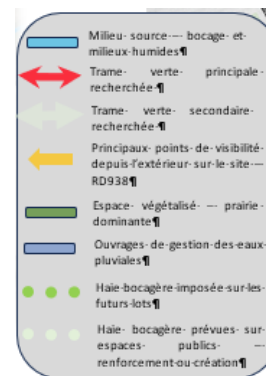 Milieu source — bocage et
milieux humides¶
Trame verte principale
recherchée ¶
Trame verte secondaire
recherchée ¶
Principaux points de visibilité
depuis l'extérieur sur le site —
RD938¶
Espace végétalisé — prairie
dominante¶
Ouvrages de gestion des eaux
pluviales¶
Haie bocagère imposée sur les
futurs lots¶
Haie bocagère prévues sur
espaces publics —
renforcement ou création¶